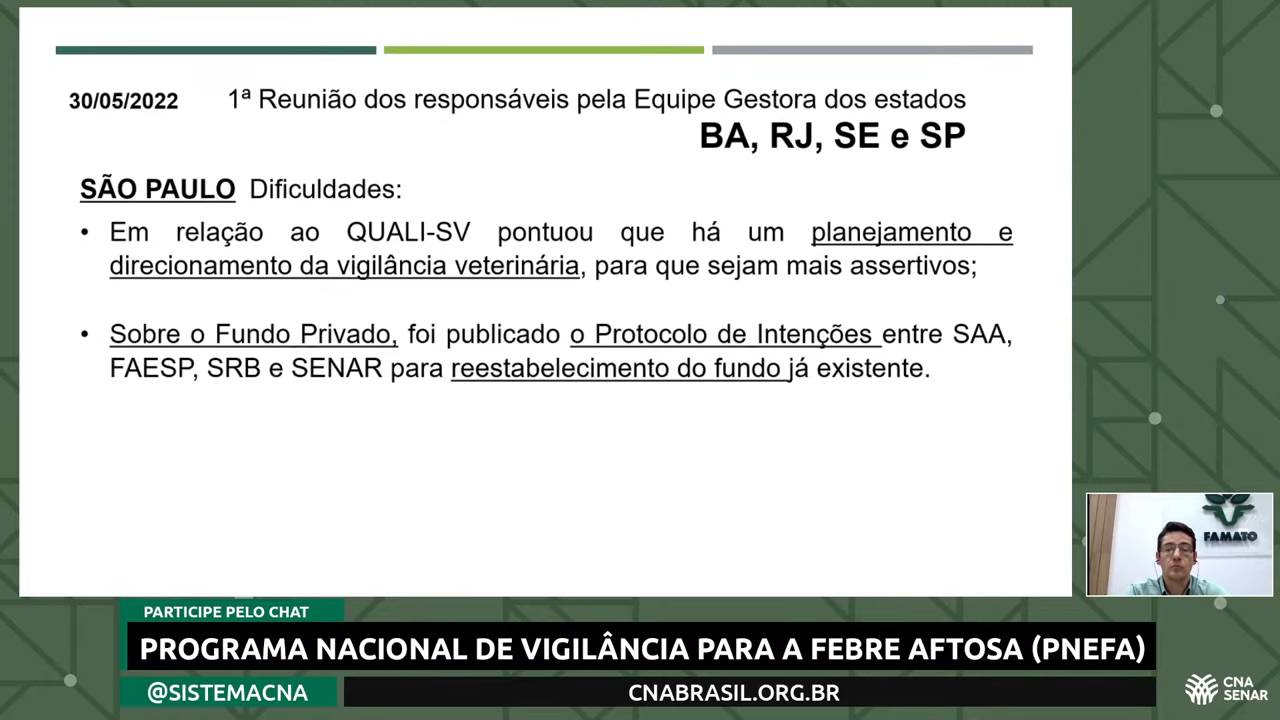 30/05/2022 1ª Reunião dos responsáveis pela Equipe Gestora dos estados
BA, RJ, SE e SP
SÃO PAULO Dificuldades:
• Em relação ao QUALI-SV pontuou que há um planejamento e
direcionamento da vigilância veterinária, para que sejam mais assertivos;
• Sobre o Fundo Privado, foi publicado o Protocolo de Intenções entre SAA,
FAESP, SRB e SENAR para reestabelecimento do fundo já existente.
FAMATO
PARTICIPE PELO CHAT
PROGRAMA NACIONAL DE VIGILÂNCIA PARA A FEBRE AFTOSA (PNEFA)
@SISTEMACNA
CNABRASIL.ORG.BR
CNA
SENAR